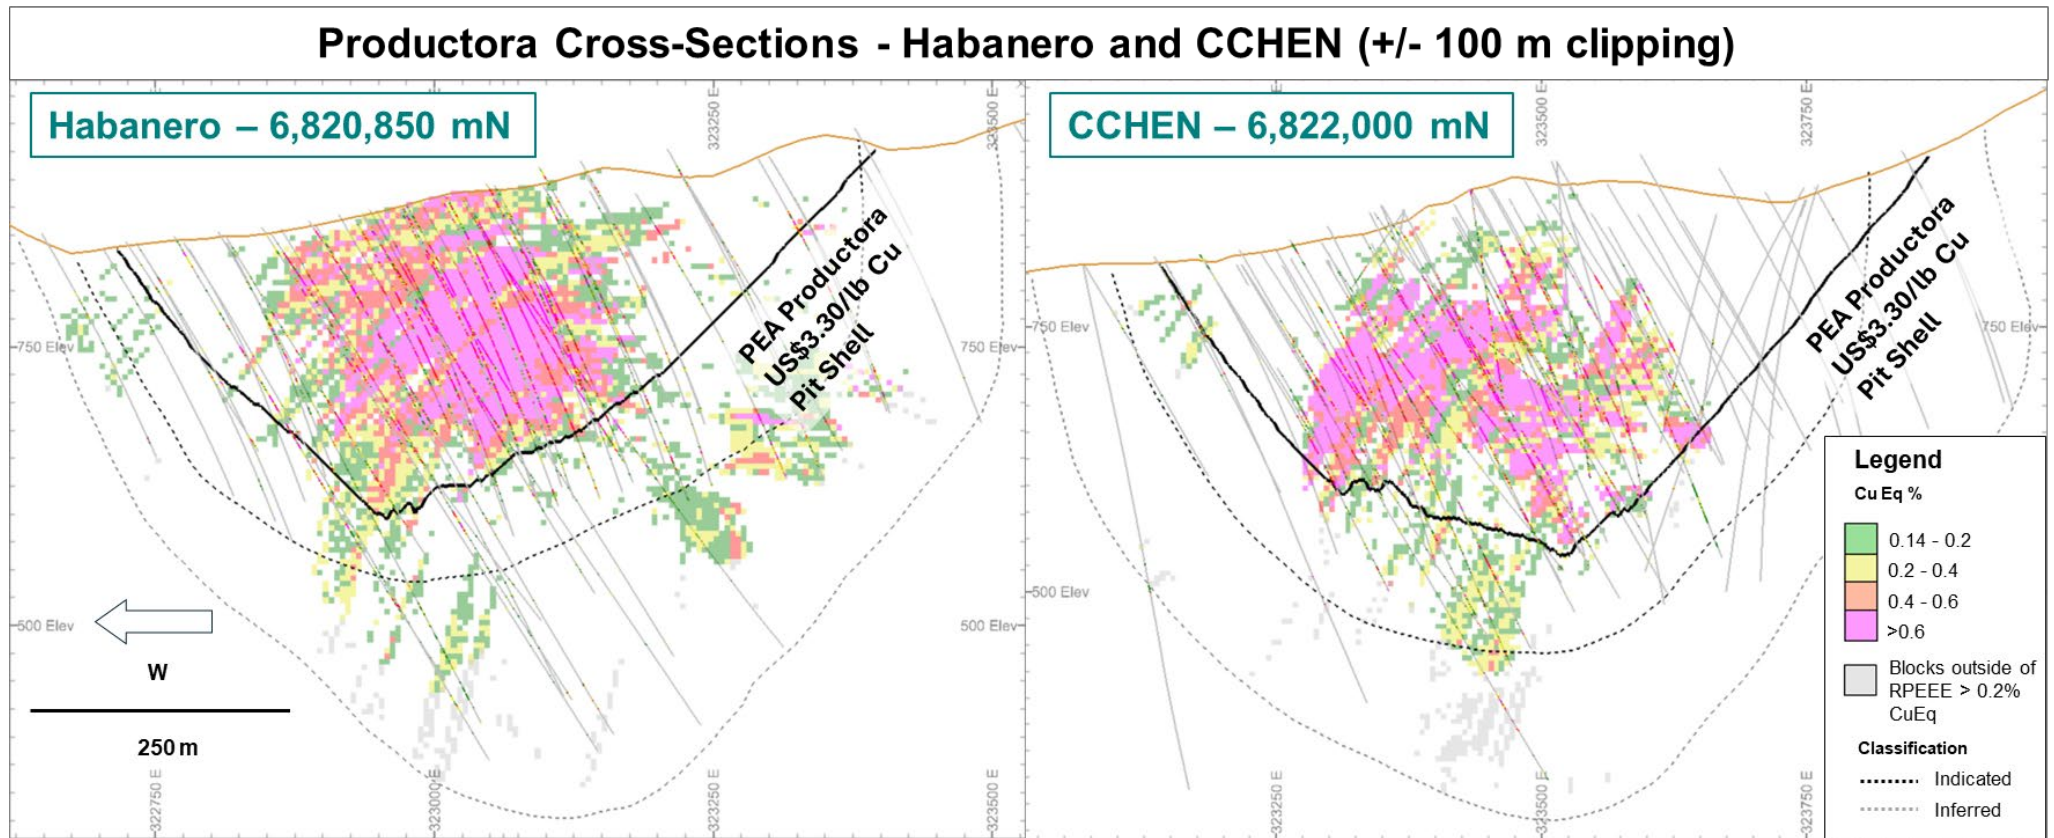 Productora Cross-Sections - Habanero and CCHEN (+/- 100 m clipping)
Habanero – 6,820,850 mN
323250 E
323500 E
750 Elev
750 Elev
PEA Productora
US$3.30/lb Cu
Pit Shell
500 Elev
500 Elev
W
250 m
322750 E
323000 E
323250 E
323500 E
CCHEN – 6,822,000 mN
323500 E
323750 E
750 Elev
750 Elev
PEA Productora
US$3.30/lb Cu
Pit Shell
500 Elev
323250 E
323500 E
323750 E
Legend
Cu Eq %
0.14 - 0.2
0.2 - 0.4
0.4 - 0.6
>0.6
Blocks outside of
RPEEE > 0.2%
CuEq
Classification
Indicated
Inferred